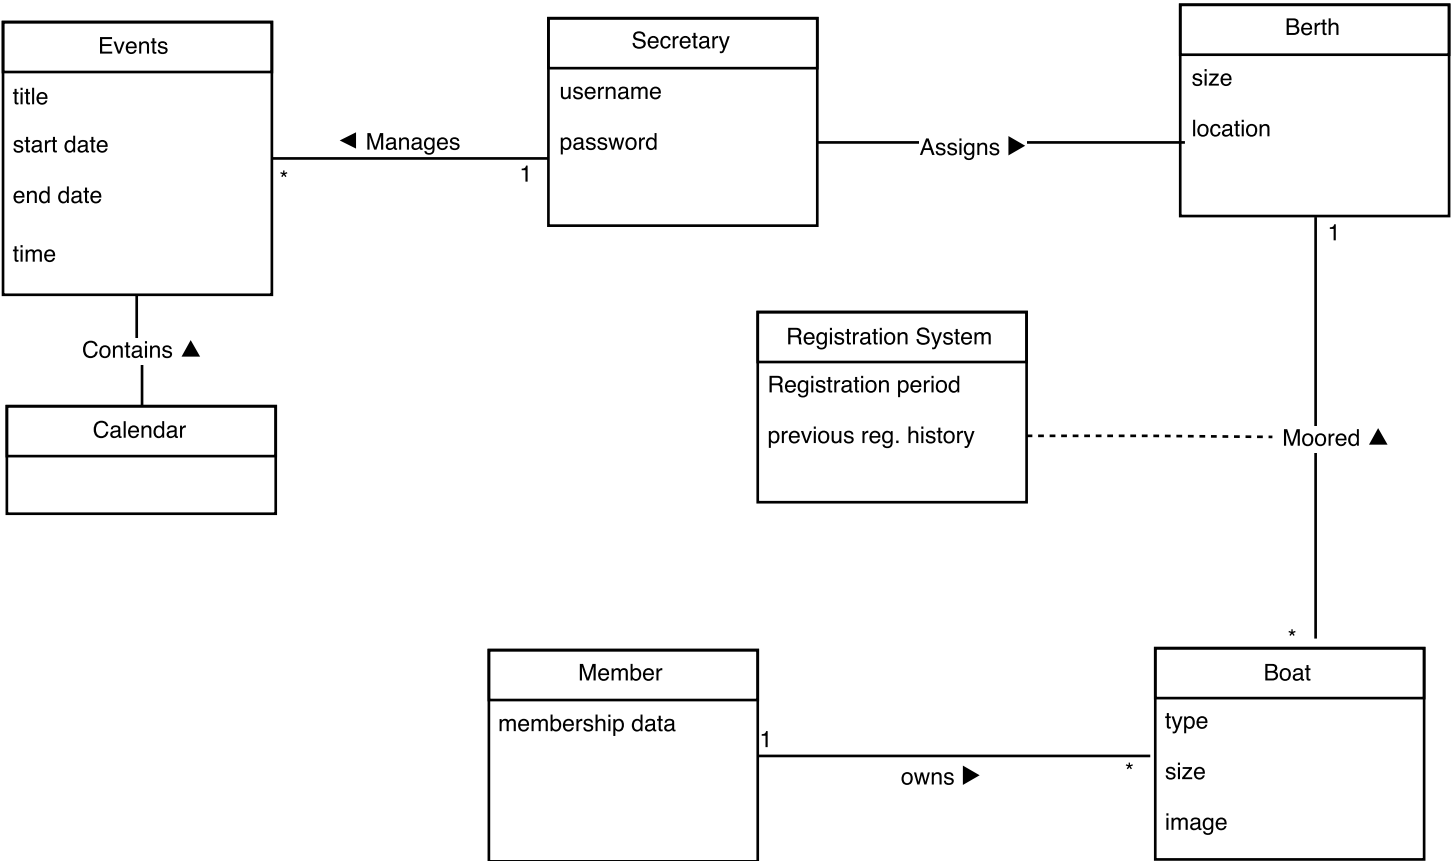 Events
title
start date
end date
time
◀ Manages
*
1
Secretary
username
password
Assigns ▶
Berth
size
location
1
Contains ▲
Calendar
Registration System
Registration period
previous reg. history
Moored ▲
*
Member
membership data
1
owns ▶
*
Boat
type
size
image